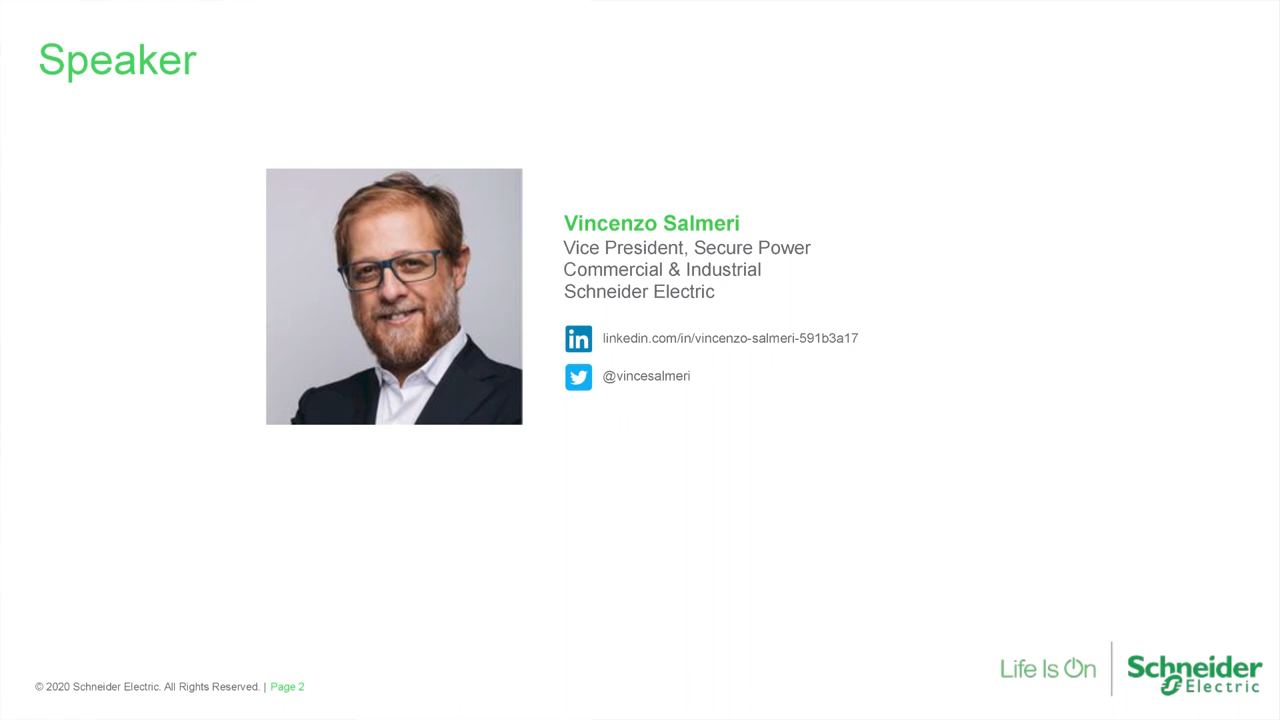 Speaker
Vincenzo Salmeri
Vice President, Secure Power
Commercial & Industrial
Schneider Electric
in linkedin.com/in/vincenzo-salmeri-591b3a17
@vincesalmeri
Life Is On
Schneider
Electric
© 2020 Schneider Electric. All Rights Reserved. | Page 2